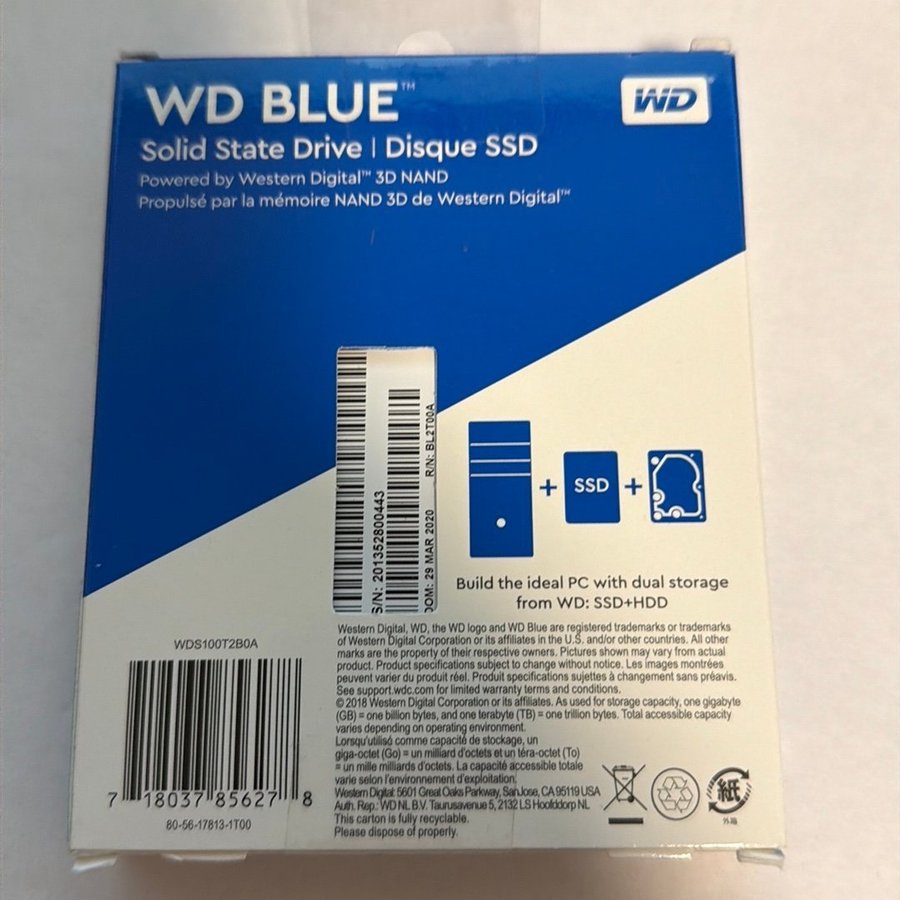 WD BLUE™
WD
Solid State Drive | Disque SSD
Powered by Western Digital™ 3D NAND
Propulsé par la mémoire NAND 3D de Western Digital™
S/N: 201352800443
DOM: 29 MAR 2020
R/N: BL2T00A
+ SSD +
Build the ideal PC with dual storage
from WD: SSD+HDD
Western Digital, WD, the WD logo and WD Blue are registered trademarks or trademarks
of Western Digital Corporation or its affiliates in the U.S. and/or other countries. All other
marks are the property of their respective owners. Pictures shown may vary from actual
product. Product specifications subject to change without notice. Les images montrées
peuvent varier du produit réel. Produit specifications sujettes à changement sans préavis.
See support.wdc.com for limited warranty terms and conditions.
© 2018 Western Digital Corporation or its affiliates. As used for storage capacity, one gigabyte
(GB) = one billion bytes, and one terabyte (TB) = one trillion bytes. Total accessible capacity
varies depending on operating environment.
Lorsqu'utilisé comme capacité de stockage, un
giga-octet (Go) = un milliard d'octets et un téra-octet (To)
= un mille milliards d'octets. La capacité accessible totale
varie selon l'environnement d'exploitation.
Western Digital: 5601 Great Oaks Parkway, San Jose, CA 95119 USA
Auth. Rep.: WD NL B.V. Taurusavenue 5, 2132 LS Hoofddorp NL
This carton is fully recyclable.
Please dispose of properly.
紙
外箱
WDS100T2B0A
7 18037 85627 8
80-56-17813-1T00